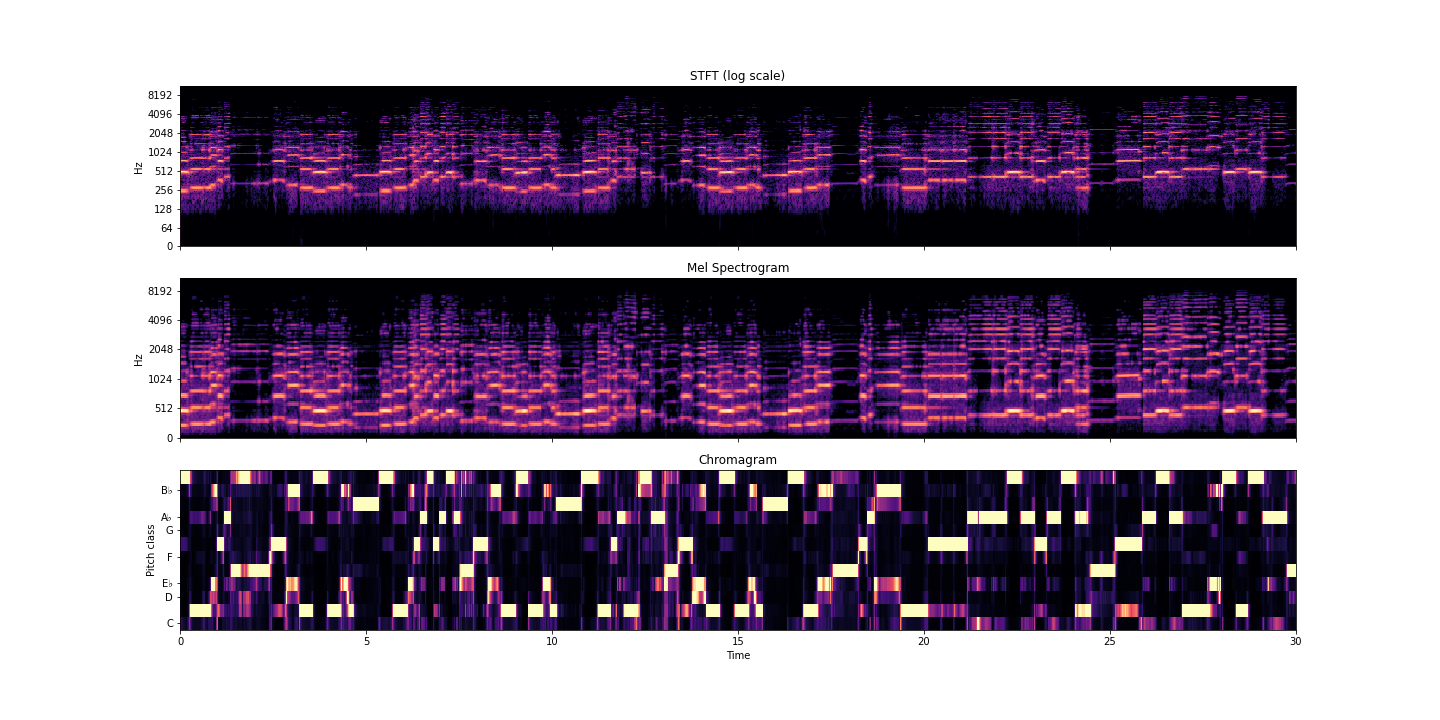 STFT (log scale)
8192
4096
2048
1024
512
256
128
64
0
Hz
Mel Spectrogram
8192
4096
2048
1024
512
0
Hz
Chromagram
B♭
A♭
G
F
E♭
D
C
Pitch class
0 5 10 15 20 25 30
Time